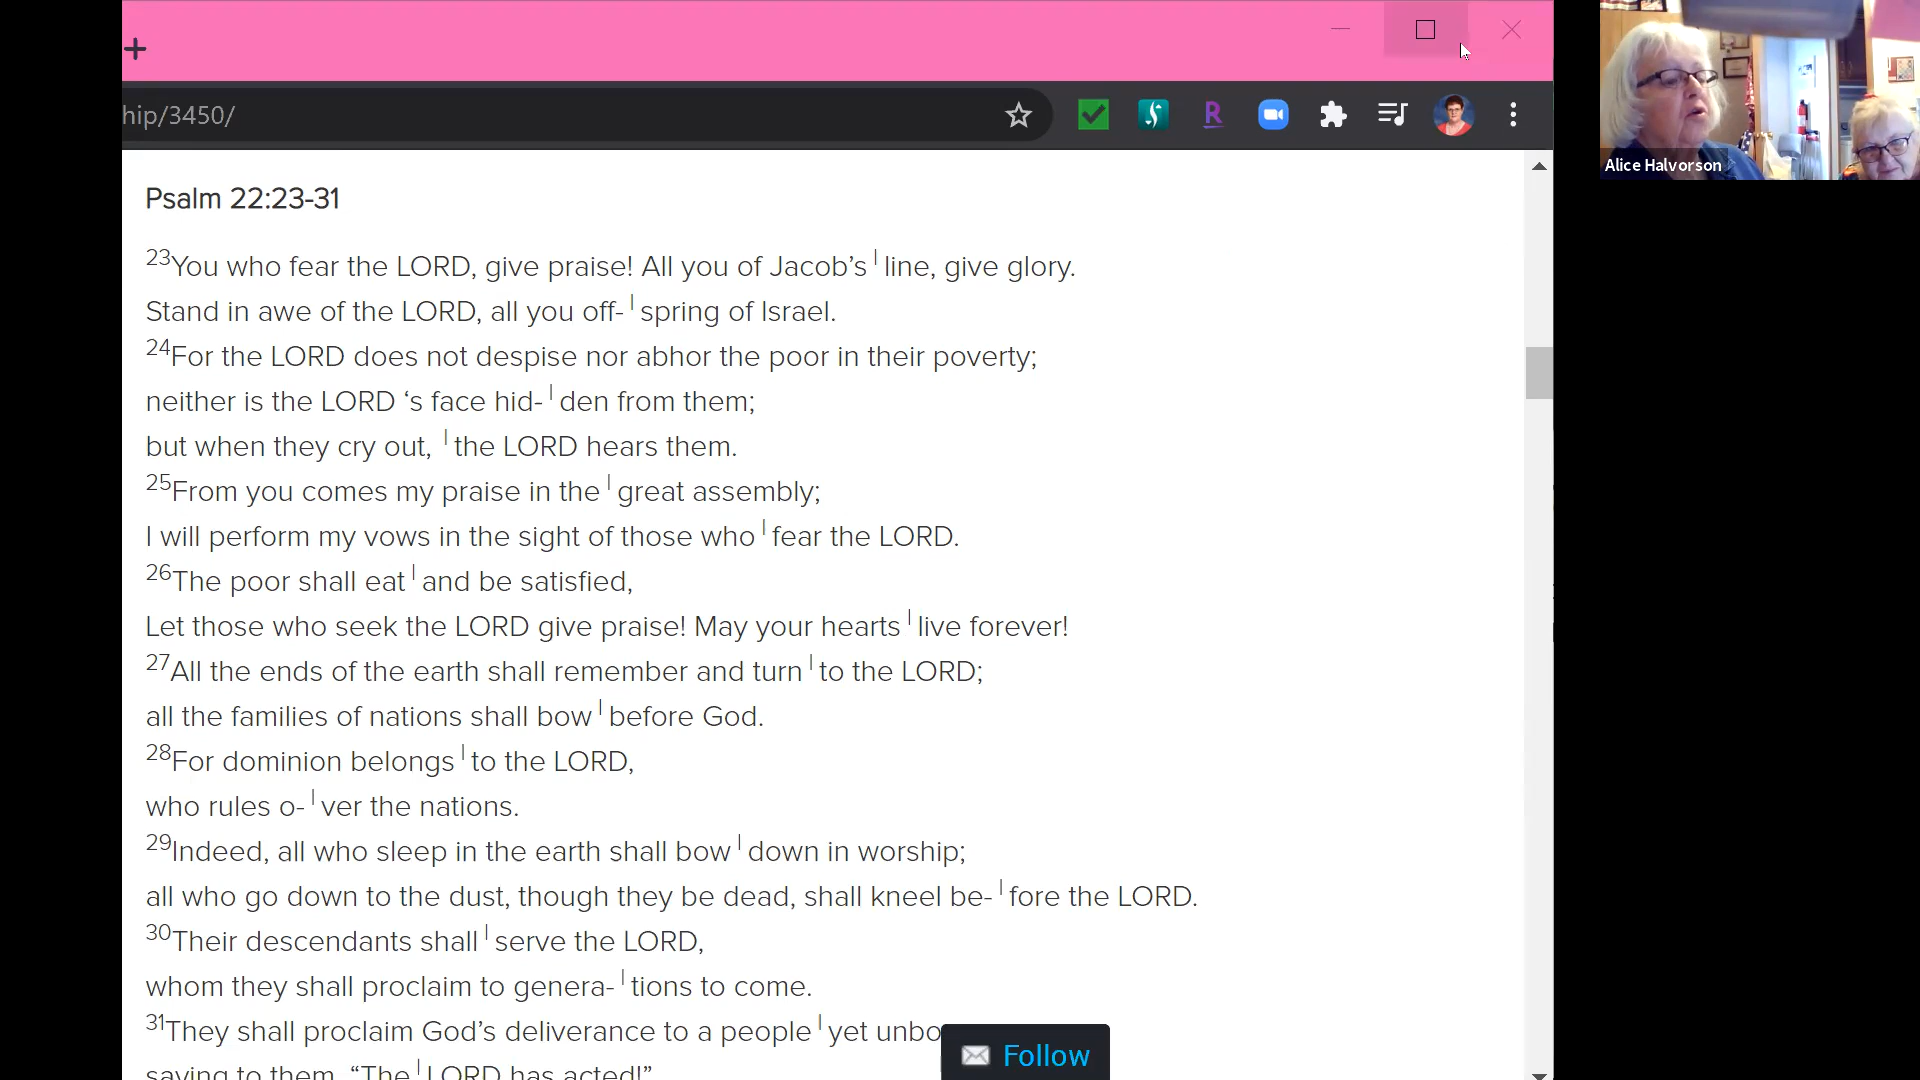 hip/3450/
R
Alice Halvorson
Psalm 22:23-31
23You who fear the LORD, give praise! All you of Jacob’s | line, give glory.
Stand in awe of the LORD, all you off- | spring of Israel.
24For the LORD does not despise nor abhor the poor in their poverty;
neither is the LORD ‘s face hid- | den from them;
but when they cry out, | the LORD hears them.
25From you comes my praise in the | great assembly;
I will perform my vows in the sight of those who | fear the LORD.
26The poor shall eat | and be satisfied,
Let those who seek the LORD give praise! May your hearts | live forever!
27All the ends of the earth shall remember and turn | to the LORD;
all the families of nations shall bow | before God.
28For dominion belongs | to the LORD,
who rules o- | ver the nations.
29Indeed, all who sleep in the earth shall bow | down in worship;
all who go down to the dust, though they be dead, shall kneel be- | fore the LORD.
30Their descendants shall | serve the LORD,
whom they shall proclaim to genera- | tions to come.
31They shall proclaim God’s deliverance to a people | yet unbo
saying to them, “The | LORD has acted!”
Follow